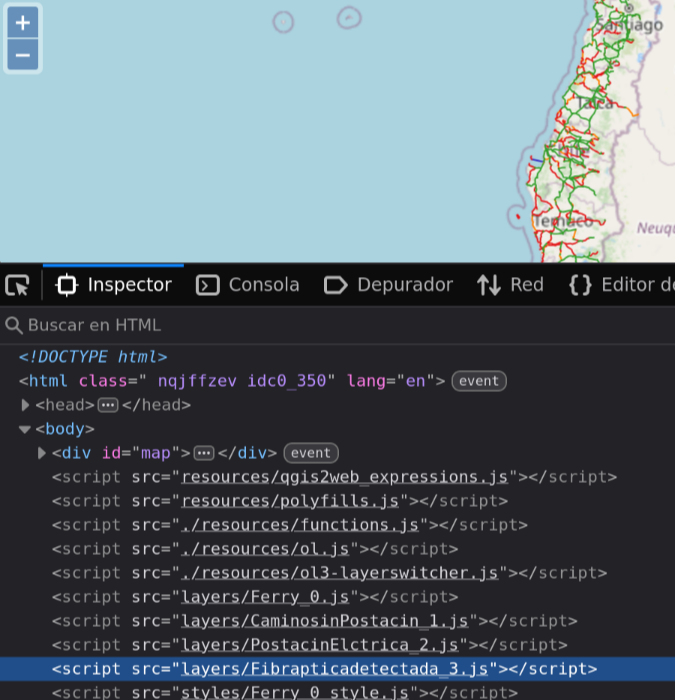 +
Santiago
−
Talca
Temuco
Neuq
Inspector
Consola
Depurador
Red
{} Editor de
Buscar en HTML
<!DOCTYPE html>
<html class=" nqjffzev idc0_350" lang="en"> event
<head>···</head>
<body>
<div id="map">···</div> event
<script src="resources/qgis2web_expressions.js"></script>
<script src="resources/polyfills.js"></script>
<script src="./resources/functions.js"></script>
<script src="./resources/ol.js"></script>
<script src="./resources/ol3-layerswitcher.js"></script>
<script src="layers/Ferry_0.js"></script>
<script src="layers/CaminosinPostacin_1.js"></script>
<script src="layers/PostacinElctrica_2.js"></script>
<script src="layers/Fibrapticadetectada_3.js"></script>
<script src="styles/Ferry_0_style.js"></script>